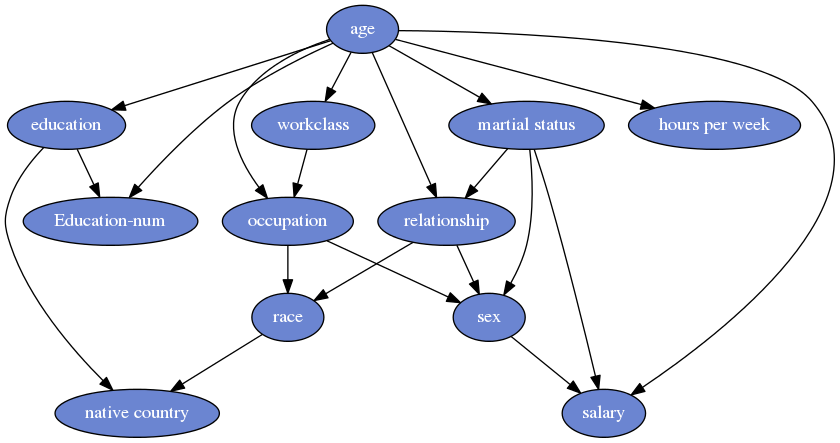 age
education
workclass
martial status
hours per week
Education-num
occupation
relationship
race
sex
native country
salary